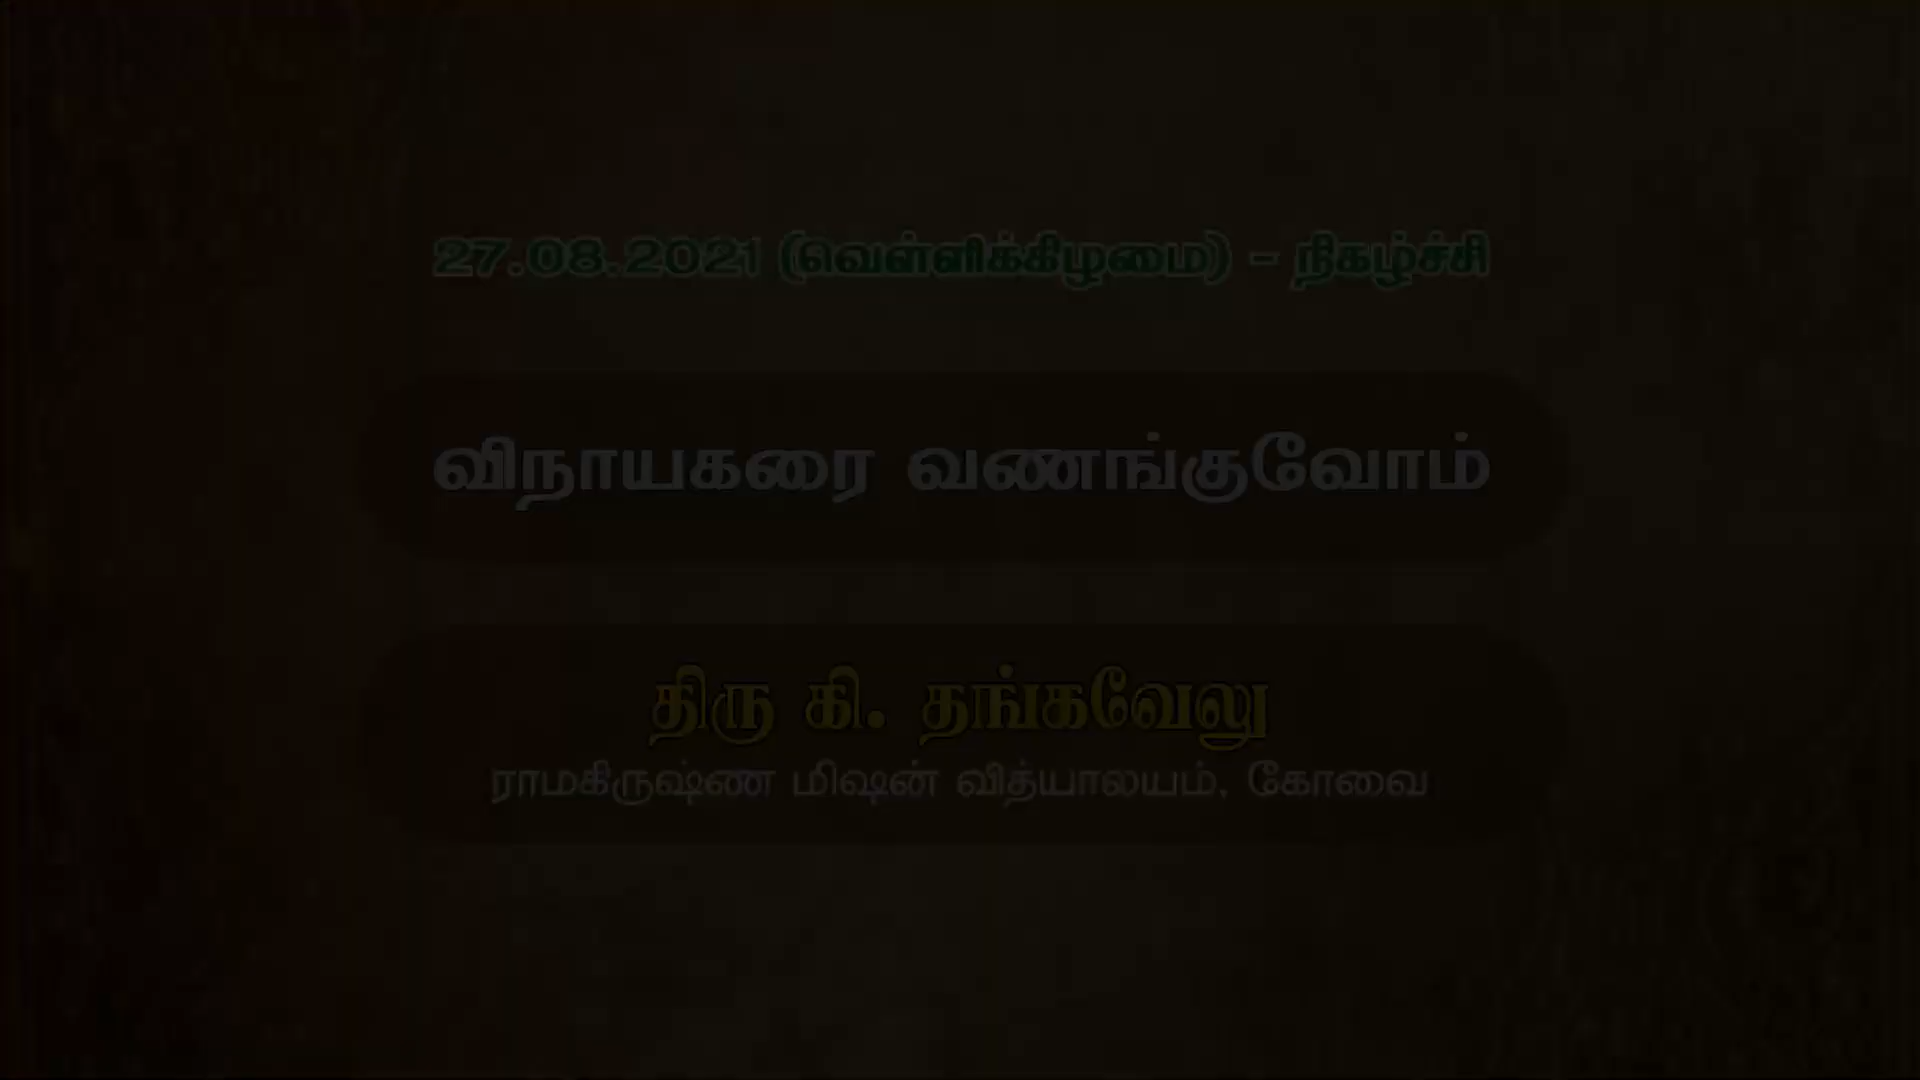 27.08.2021 (வெள்ளிக்கிழமை) - நிகழ்ச்சி
விநாயகரை வணங்குவோம்
திரு கி. தங்கவேலு
ராமகிருஷ்ண மிஷன் வித்யாலயம், கோவை